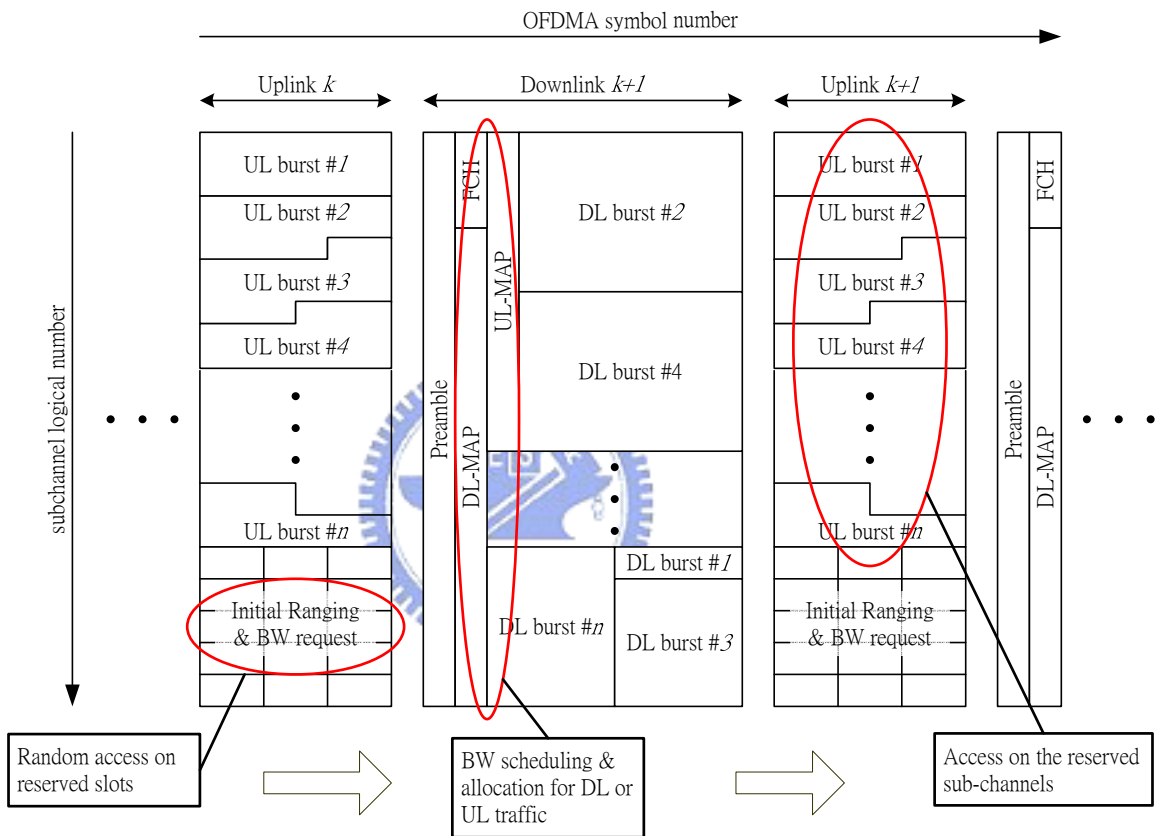 OFDMA symbol number
Uplink k
Downlink k+1
Uplink k+1
subchannel logical number
UL burst #1
UL burst #2
UL burst #3
UL burst #4
UL burst #n
Initial Ranging
& BW request
Preamble
FCH
DL-MAP
UL-MAP
DL burst #2
DL burst #4
DL burst #1
DL burst #n
DL burst #3
UL burst #1
UL burst #2
UL burst #3
UL burst #4
UL burst #n
Initial Ranging
& BW request
Preamble
FCH
DL-MAP
Random access on
reserved slots
BW scheduling &
allocation for DL or
UL traffic
Access on the reserved
sub-channels